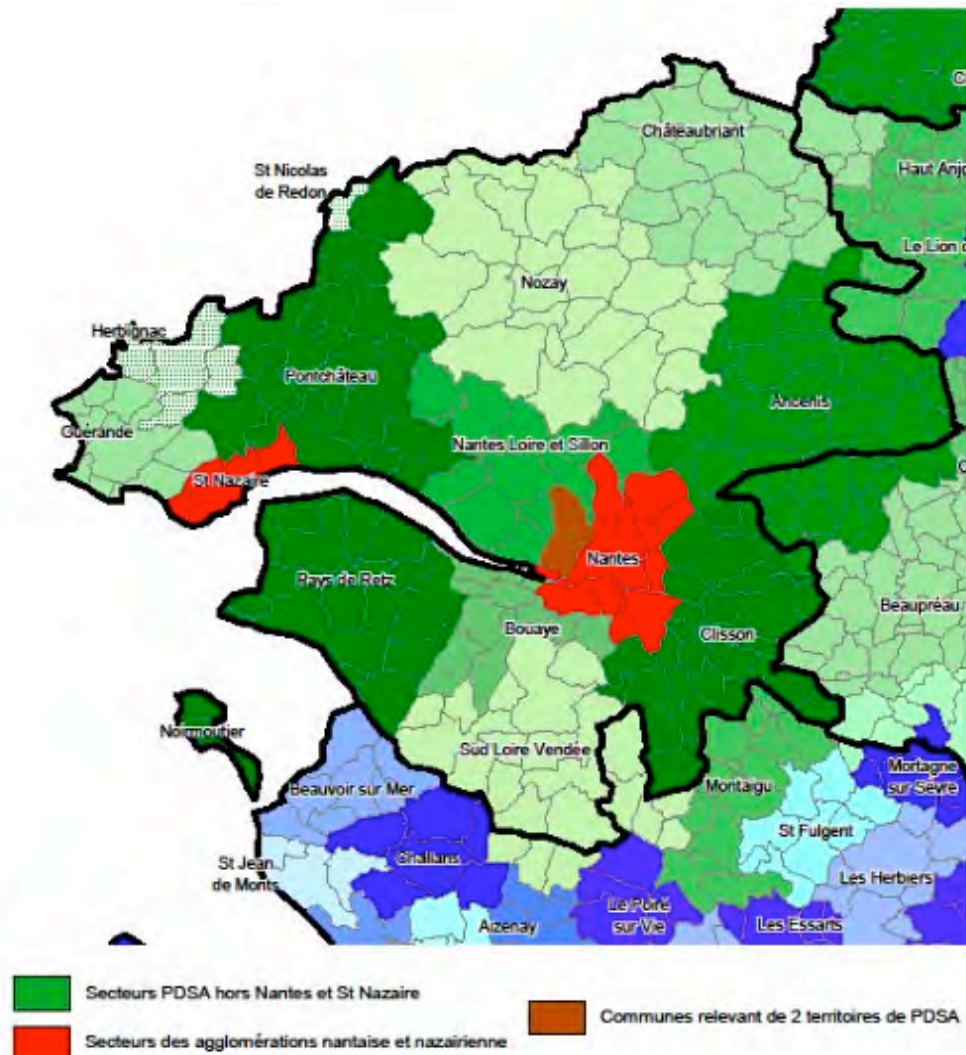 Châteaubriant
St Nicolas
de Redon
Haut Anjo
Le Lion d
Nozay
Herbignac
Pontchâteau
Ancenis
Guérande
Nantes Loire et Sillon
St Nazaire
Nantes
Pays de Retz
Beaupréau
Bouaye
Clisson
Noirmoutier
Sud Loire Vendée
Montaigu
Mortagne
sur Sèvre
Beauvoir sur Mer
St Fulgent
St Jean
de Monts
Challans
Les Herbiers
Aizenay
Le Poiré
sur Vie
Les Essarts
Secteurs PDSA hors Nantes et St Nazaire
Communes relevant de 2 territoires de PDSA
Secteurs des agglomérations nantaise et nazairienne